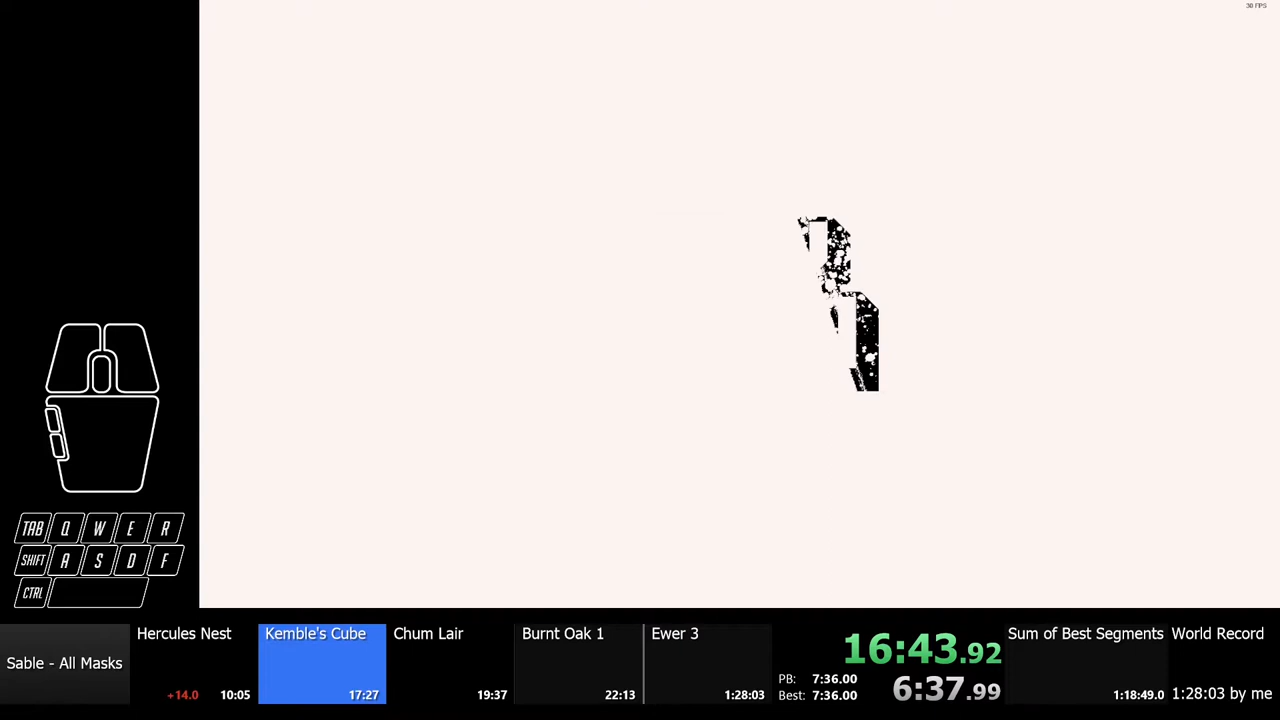 30 FPS
TAB Q W E R
SHIFT A S D F
CTRL
Sable - All Masks
Hercules Nest
+14.0 10:05
Kemble's Cube
17:27
Chum Lair
19:37
Burnt Oak 1
22:13
Ewer 3
1:28:03
16:43.92
PB: 7:36.00
Best: 7:36.00
6:37.99
Sum of Best Segments
1:18:49.0
World Record
1:28:03 by me